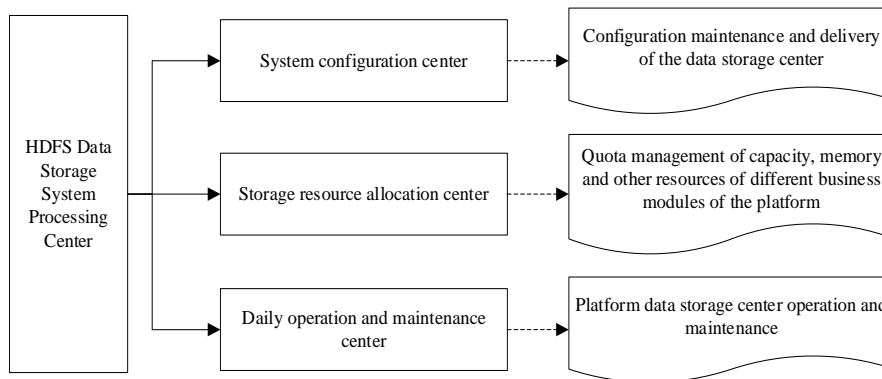 HDFS Data
Storage
System
Processing
Center
System configuration center
Configuration maintenance and delivery
of the data storage center
Storage resource allocation center
Quota management of capacity, memory
and other resources of different business
modules of the platform
Daily operation and maintenance
center
Platform data storage center operation and
maintenance